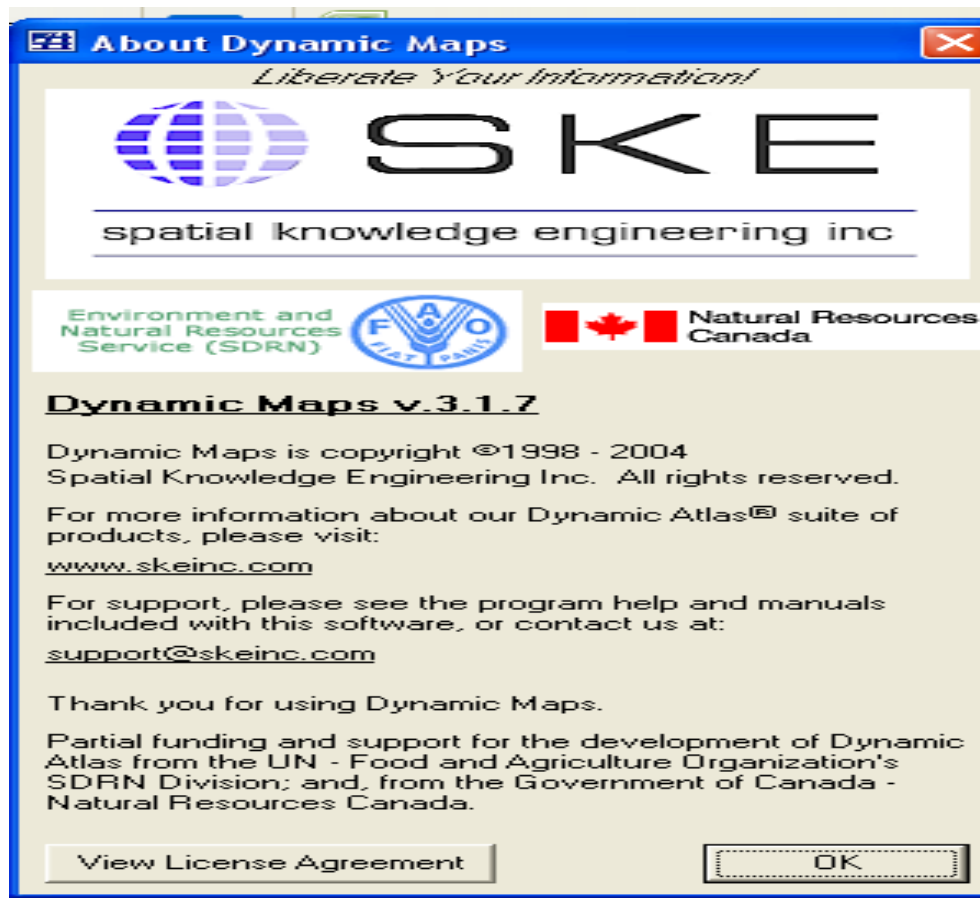 About Dynamic Maps
Liberate Your Information!
SKE
spatial knowledge engineering inc
Environment and
Natural Resources
Service (SDRN)
FAO
FIAT PANIS
Natural Resources
Canada
Dynamic Maps v.3.1.7
Dynamic Maps is copyright ©1998 - 2004
Spatial Knowledge Engineering Inc.  All rights reserved.
For more information about our Dynamic Atlas® suite of
products, please visit:
www.skeinc.com
For support, please see the program help and manuals
included with this software, or contact us at:
support@skeinc.com
Thank you for using Dynamic Maps.
Partial funding and support for the development of Dynamic
Atlas from the UN - Food and Agriculture Organization's
SDRN Division; and, from the Government of Canada -
Natural Resources Canada.
View License Agreement
OK